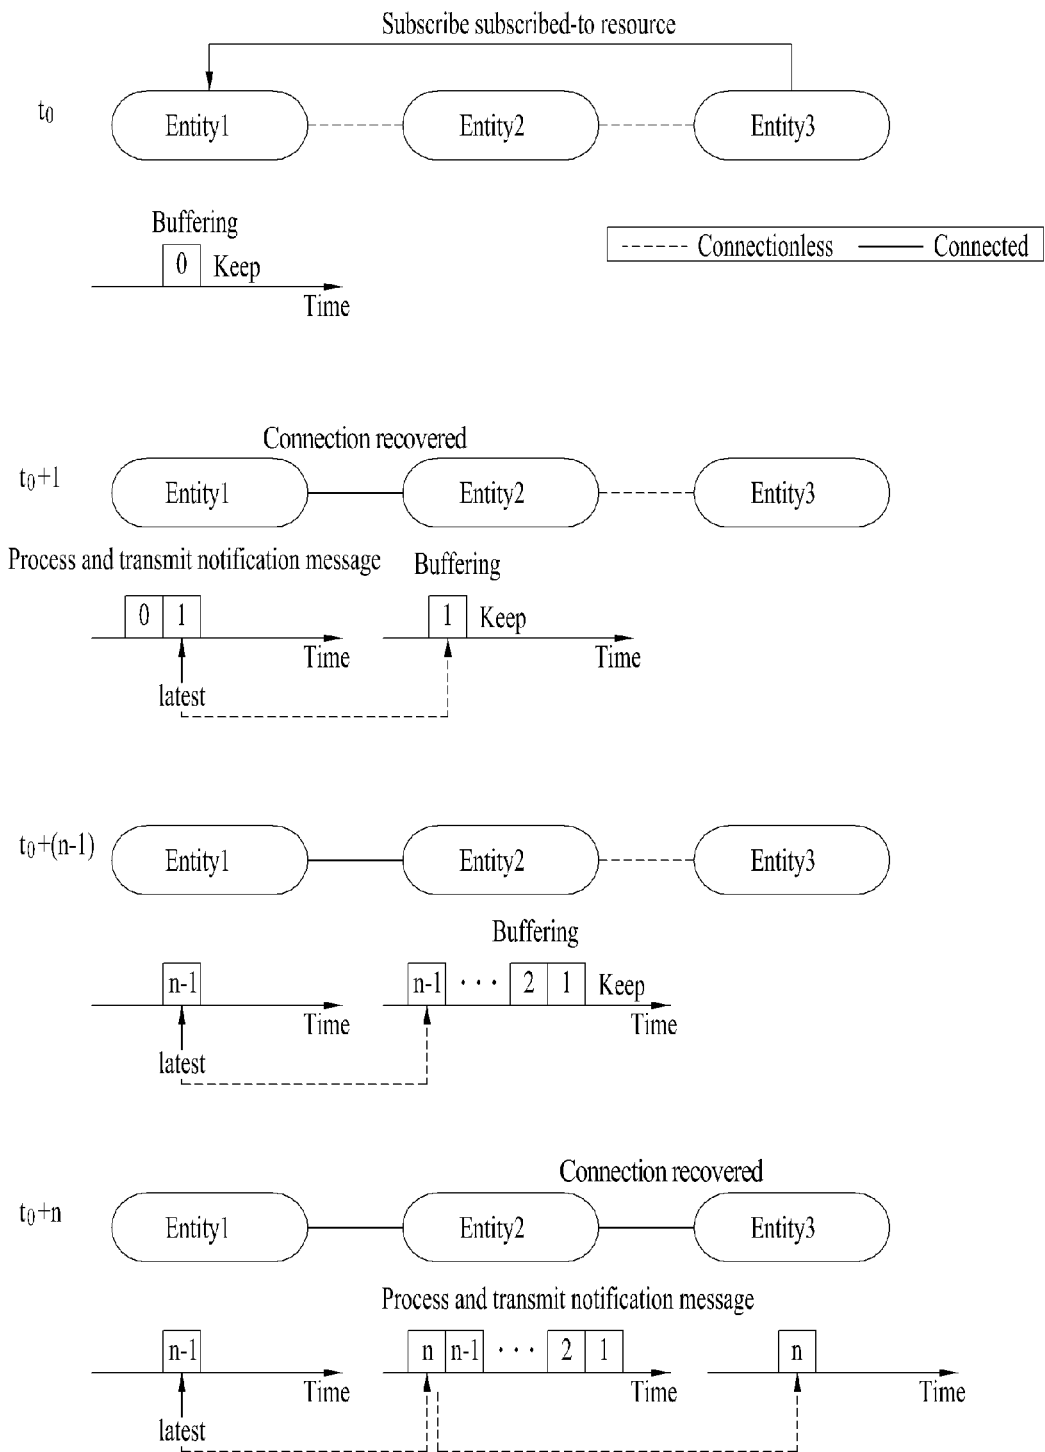 Subscribe subscribed-to resource
t0
Entity1
Entity2
Entity3
Buffering
0
Keep
Time
Connectionless
Connected
Connection recovered
t0+1
Entity1
Entity2
Entity3
Process and transmit notification message
Buffering
0 1
1
Keep
Time
Time
latest
t0+(n-1)
Entity1
Entity2
Entity3
Buffering
n-1
n-1 ··· 2 1
Keep
Time
Time
latest
Connection recovered
t0+n
Entity1
Entity2
Entity3
Process and transmit notification message
n-1
n n-1 ··· 2 1
n
Time
Time
Time
latest